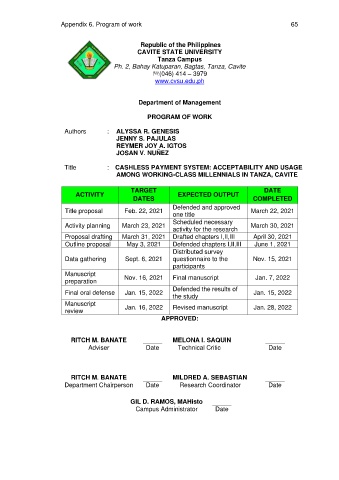 Appendix 6. Program of work 65
Republic of the Philippines
CAVITE STATE UNIVERSITY
Tanza Campus
Ph. 2, Bahay Katuparan, Bagtas, Tanza, Cavite
(046) 414 – 3979
www.cvsu.edu.ph
Department of Management
PROGRAM OF WORK
Authors : ALYSSA R. GENESIS
JENNY S. PAJULAS
REYMER JOY A. IGTOS
JOSAN V. NUÑEZ
Title : CASHLESS PAYMENT SYSTEM: ACCEPTABILITY AND USAGE
AMONG WORKING-CLASS MILLENNIALS IN TANZA, CAVITE
ACTIVITY TARGET DATES EXPECTED OUTPUT DATE COMPLETED
Title proposal Feb. 22, 2021 Defended and approved one title March 22, 2021
Activity planning March 23, 2021 Scheduled necessary activity for the research March 30, 2021
Proposal drafting March 31, 2021 Drafted chapters I,II,III April 30, 2021
Outline proposal May 3, 2021 Defended chapters I,II,III June 1, 2021
Data gathering Sept. 6, 2021 Distributed survey questionnaire to the participants Nov. 15, 2021
Manuscript preparation Nov. 16, 2021 Final manuscript Jan. 7, 2022
Final oral defense Jan. 15, 2022 Defended the results of the study Jan. 15, 2022
Manuscript review Jan. 16, 2022 Revised manuscript Jan. 28, 2022
APPROVED:
RITCH M. BANATE ______ MELONA I. SAQUIN ______
Adviser Date Technical Critic Date
RITCH M. BANATE ______ MILDRED A. SEBASTIAN ______
Department Chairperson Date Research Coordinator Date
GIL D. RAMOS, MAHisto ______
Campus Administrator Date